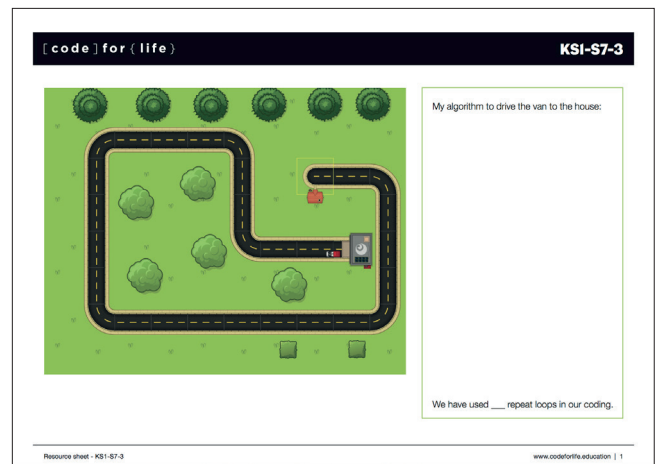 [code]for{life}
KS1-S7-3
My algorithm to drive the van to the house:
We have used ___ repeat loops in our coding.
Resource sheet - KS1-S7-3
www.codeforlife.education | 1